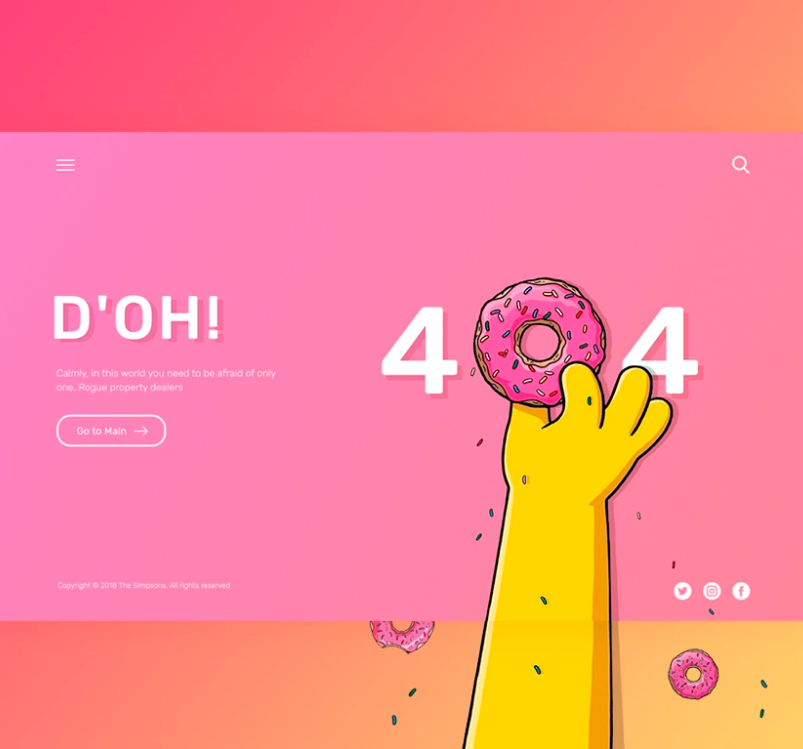 D'OH!
4 4
Calmly, in this world you need to be afraid of only
one. Rogue property dealers
Go to Main
Copyright © 2018 The Simpsons. All rights reserved